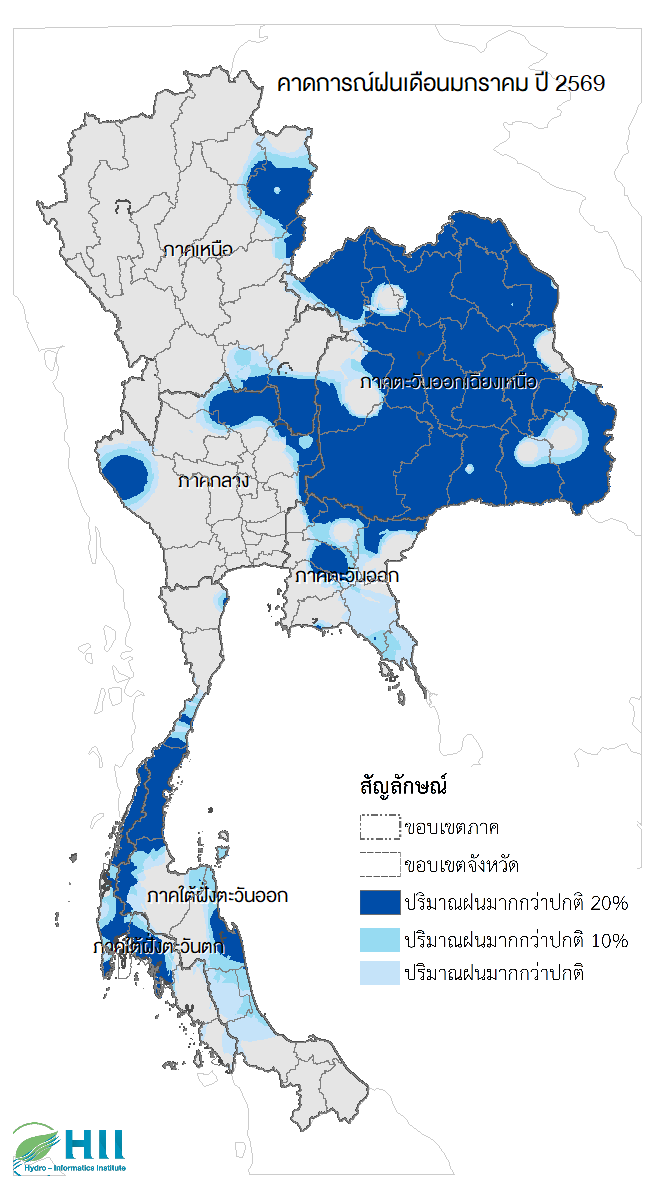 คาดการณ์ฝนเดือนมกราคม ปี 2569
ภาคเหนือ
ภาคตะวันออกเฉียงเหนือ
ภาคกลาง
ภาคตะวันออก
สัญลักษณ์
ขอบเขตภาค
ขอบเขตจังหวัด
ภาคใต้ฝั่งตะวันออก
ปริมาณฝนมากกว่าปกติ 20%
ภาคใต้ฝั่งตะวันตก
ปริมาณฝนมากกว่าปกติ 10%
ปริมาณฝนมากกว่าปกติ
HII
Hydro – Informatics Institute